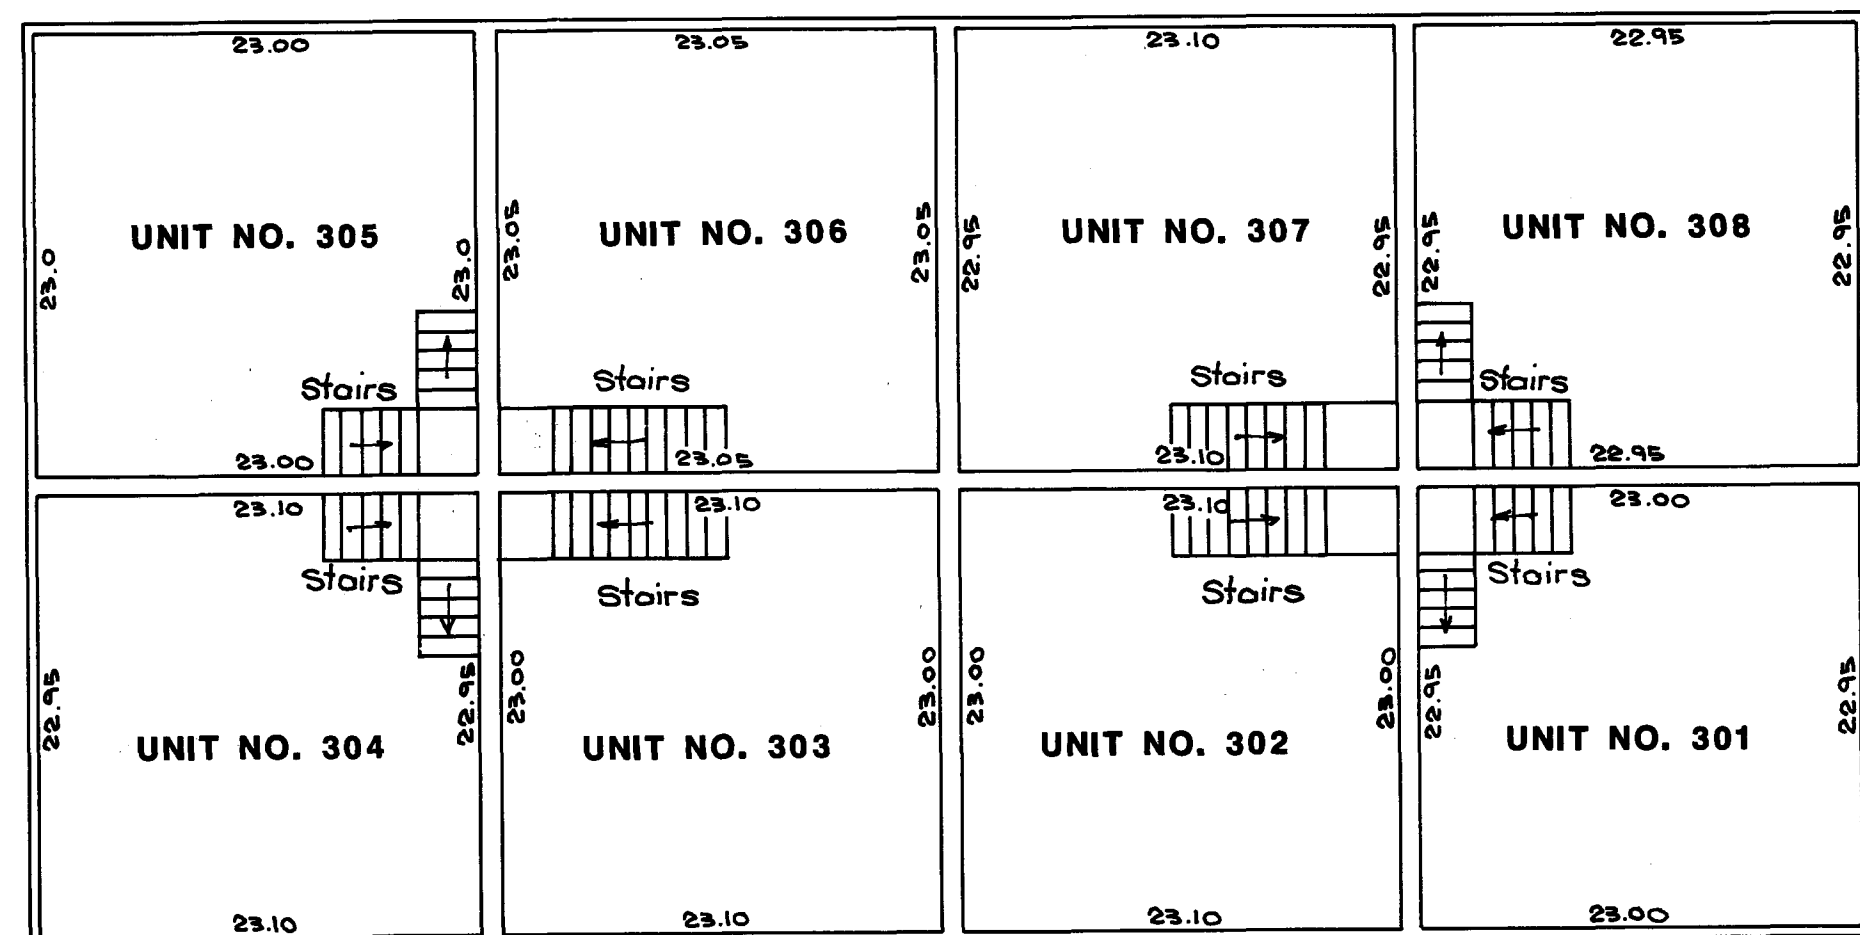 23.00
23.05
23.10
22.95
UNIT NO. 305
UNIT NO. 306
UNIT NO. 307
UNIT NO. 308
23.0
23.0
23.05
23.05
22.95
22.95
22.95
22.95
Stairs
Stairs
Stairs
Stairs
23.00
23.05
23.10
22.95
23.10
23.10
23.10
23.00
Stairs
Stairs
Stairs
Stairs
22.95
22.95
23.00
23.00
23.00
23.00
22.95
22.95
UNIT NO. 304
UNIT NO. 303
UNIT NO. 302
UNIT NO. 301
23.10
23.10
23.10
23.00